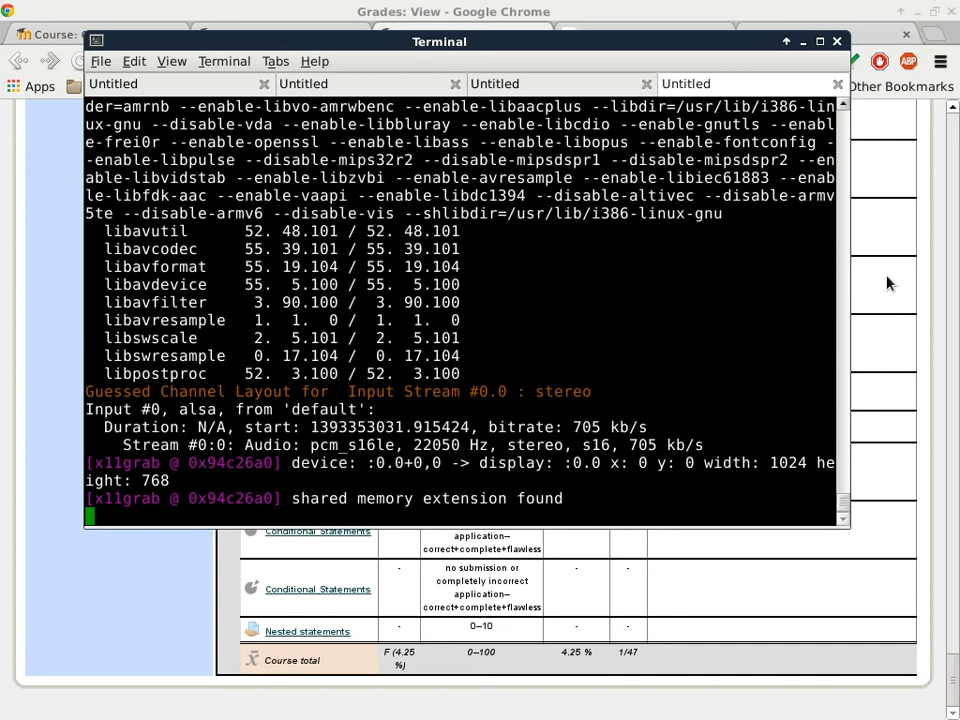 Grades: View - Google Chrome
Course:
Terminal
File Edit View Terminal Tabs Help
Apps
Other Bookmarks
ABP
Untitled Untitled Untitled Untitled
der=amrnb --enable-libvo-amrwbenc --enable-libaacplus --libdir=/usr/lib/i386-lin
ux-gnu --disable-vda --enable-libbluray --enable-libcdio --enable-gnutls --enabl
e-frei0r --enable-openssl --enable-libass --enable-libopus --enable-fontconfig -
-enable-libpulse --disable-mips32r2 --disable-mipsdspr1 --disable-mipsdspr2 --en
able-libvidstab --enable-libzvbi --enable-avresample --enable-libiec61883 --enab
le-libfdk-aac --enable-vaapi --enable-libdc1394 --disable-altivec --disable-armv
5te --disable-armv6 --disable-vis --shlibdir=/usr/lib/i386-linux-gnu
libavutil 52. 48.101 / 52. 48.101
libavcodec 55. 39.101 / 55. 39.101
libavformat 55. 19.104 / 55. 19.104
libavdevice 55. 5.100 / 55. 5.100
libavfilter 3. 90.100 / 3. 90.100
libavresample 1. 1. 0 / 1. 1. 0
libswscale 2. 5.101 / 2. 5.101
libswresample 0. 17.104 / 0. 17.104
libpostproc 52. 3.100 / 52. 3.100
Guessed Channel Layout for Input Stream #0.0 : stereo
Input #0, alsa, from 'default':
Duration: N/A, start: 1393353031.915424, bitrate: 705 kb/s
Stream #0:0: Audio: pcm_s16le, 22050 Hz, stereo, s16, 705 kb/s
[x11grab @ 0x94c26a0] device: :0.0+0,0 -> display: :0.0 x: 0 y: 0 width: 1024 he
ight: 768
[x11grab @ 0x94c26a0] shared memory extension found
Conditional Statements
application–
correct+complete+flawless
Conditional Statements - no submission or - -
completely incorrect
application–
correct+complete+flawless
Nested statements - 0–10 - -
Course total F (4.25 %) 0–100 4.25 % 1/47